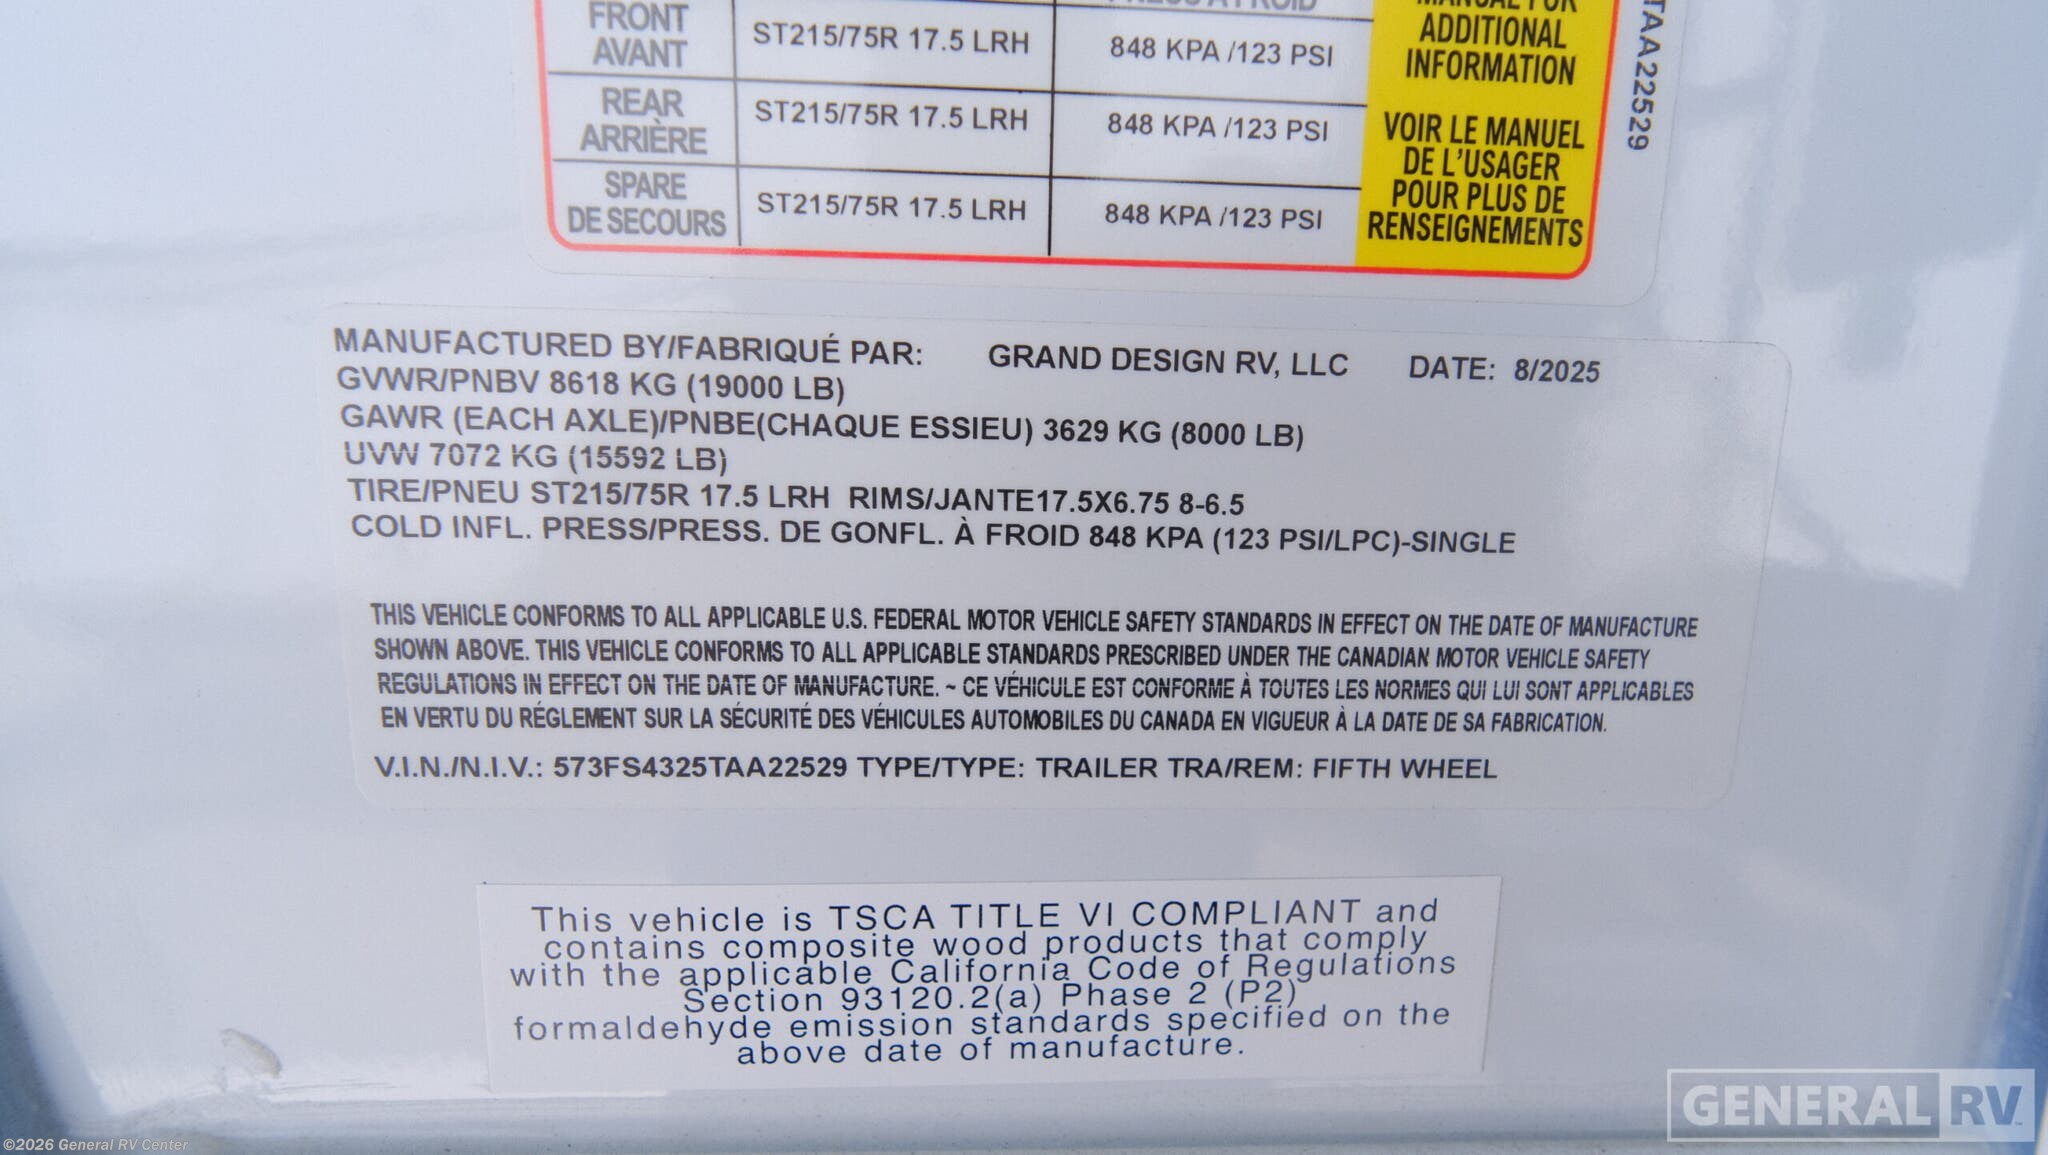 FRONT
AVANT
ST215/75R 17.5 LRH
848 KPA /123 PSI
REAR
ARRIÈRE
ST215/75R 17.5 LRH
848 KPA /123 PSI
SPARE
DE SECOURS
ST215/75R 17.5 LRH
848 KPA /123 PSI
MANUAL FOR
ADDITIONAL
INFORMATION
VOIR LE MANUEL
DE L'USAGER
POUR PLUS DE
RENSEIGNEMENTS
TAA22529
MANUFACTURED BY/FABRIQUÉ PAR: GRAND DESIGN RV, LLC DATE: 8/2025
GVWR/PNBV 8618 KG (19000 LB)
GAWR (EACH AXLE)/PNBE(CHAQUE ESSIEU) 3629 KG (8000 LB)
UVW 7072 KG (15592 LB)
TIRE/PNEU ST215/75R 17.5 LRH RIMS/JANTE17.5X6.75 8-6.5
COLD INFL. PRESS/PRESS. DE GONFL. À FROID 848 KPA (123 PSI/LPC)-SINGLE
THIS VEHICLE CONFORMS TO ALL APPLICABLE U.S. FEDERAL MOTOR VEHICLE SAFETY STANDARDS IN EFFECT ON THE DATE OF MANUFACTURE
SHOWN ABOVE. THIS VEHICLE CONFORMS TO ALL APPLICABLE STANDARDS PRESCRIBED UNDER THE CANADIAN MOTOR VEHICLE SAFETY
REGULATIONS IN EFFECT ON THE DATE OF MANUFACTURE. ~ CE VÉHICULE EST CONFORME À TOUTES LES NORMES QUI LUI SONT APPLICABLES
EN VERTU DU RÉGLEMENT SUR LA SÉCURITÉ DES VÉHICULES AUTOMOBILES DU CANADA EN VIGUEUR À LA DATE DE SA FABRICATION.
V.I.N./N.I.V.: 573FS4325TAA22529 TYPE/TYPE: TRAILER TRA/REM: FIFTH WHEEL
This vehicle is TSCA TITLE VI COMPLIANT and
contains composite wood products that comply
with the applicable California Code of Regulations
Section 93120.2(a) Phase 2 (P2)
formaldehyde emission standards specified on the
above date of manufacture.
GENERAL RV
©2026 General RV Center